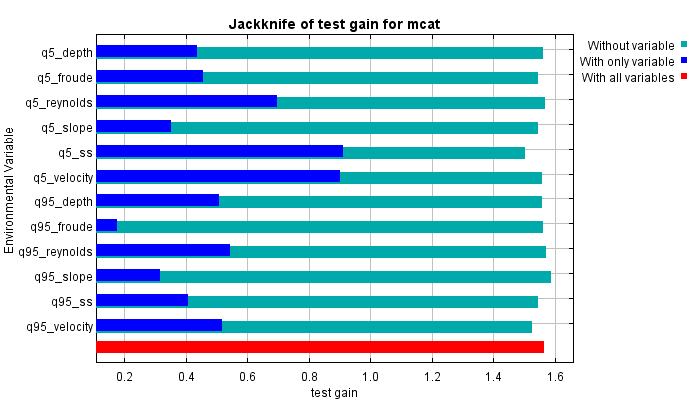 Jackknife of test gain for mcat
Without variable
With only variable
With all variables
Environmental Variable
q5_depth
q5_froude
q5_reynolds
q5_slope
q5_ss
q5_velocity
q95_depth
q95_froude
q95_reynolds
q95_slope
q95_ss
q95_velocity
0.2 0.4 0.6 0.8 1.0 1.2 1.4 1.6
test gain